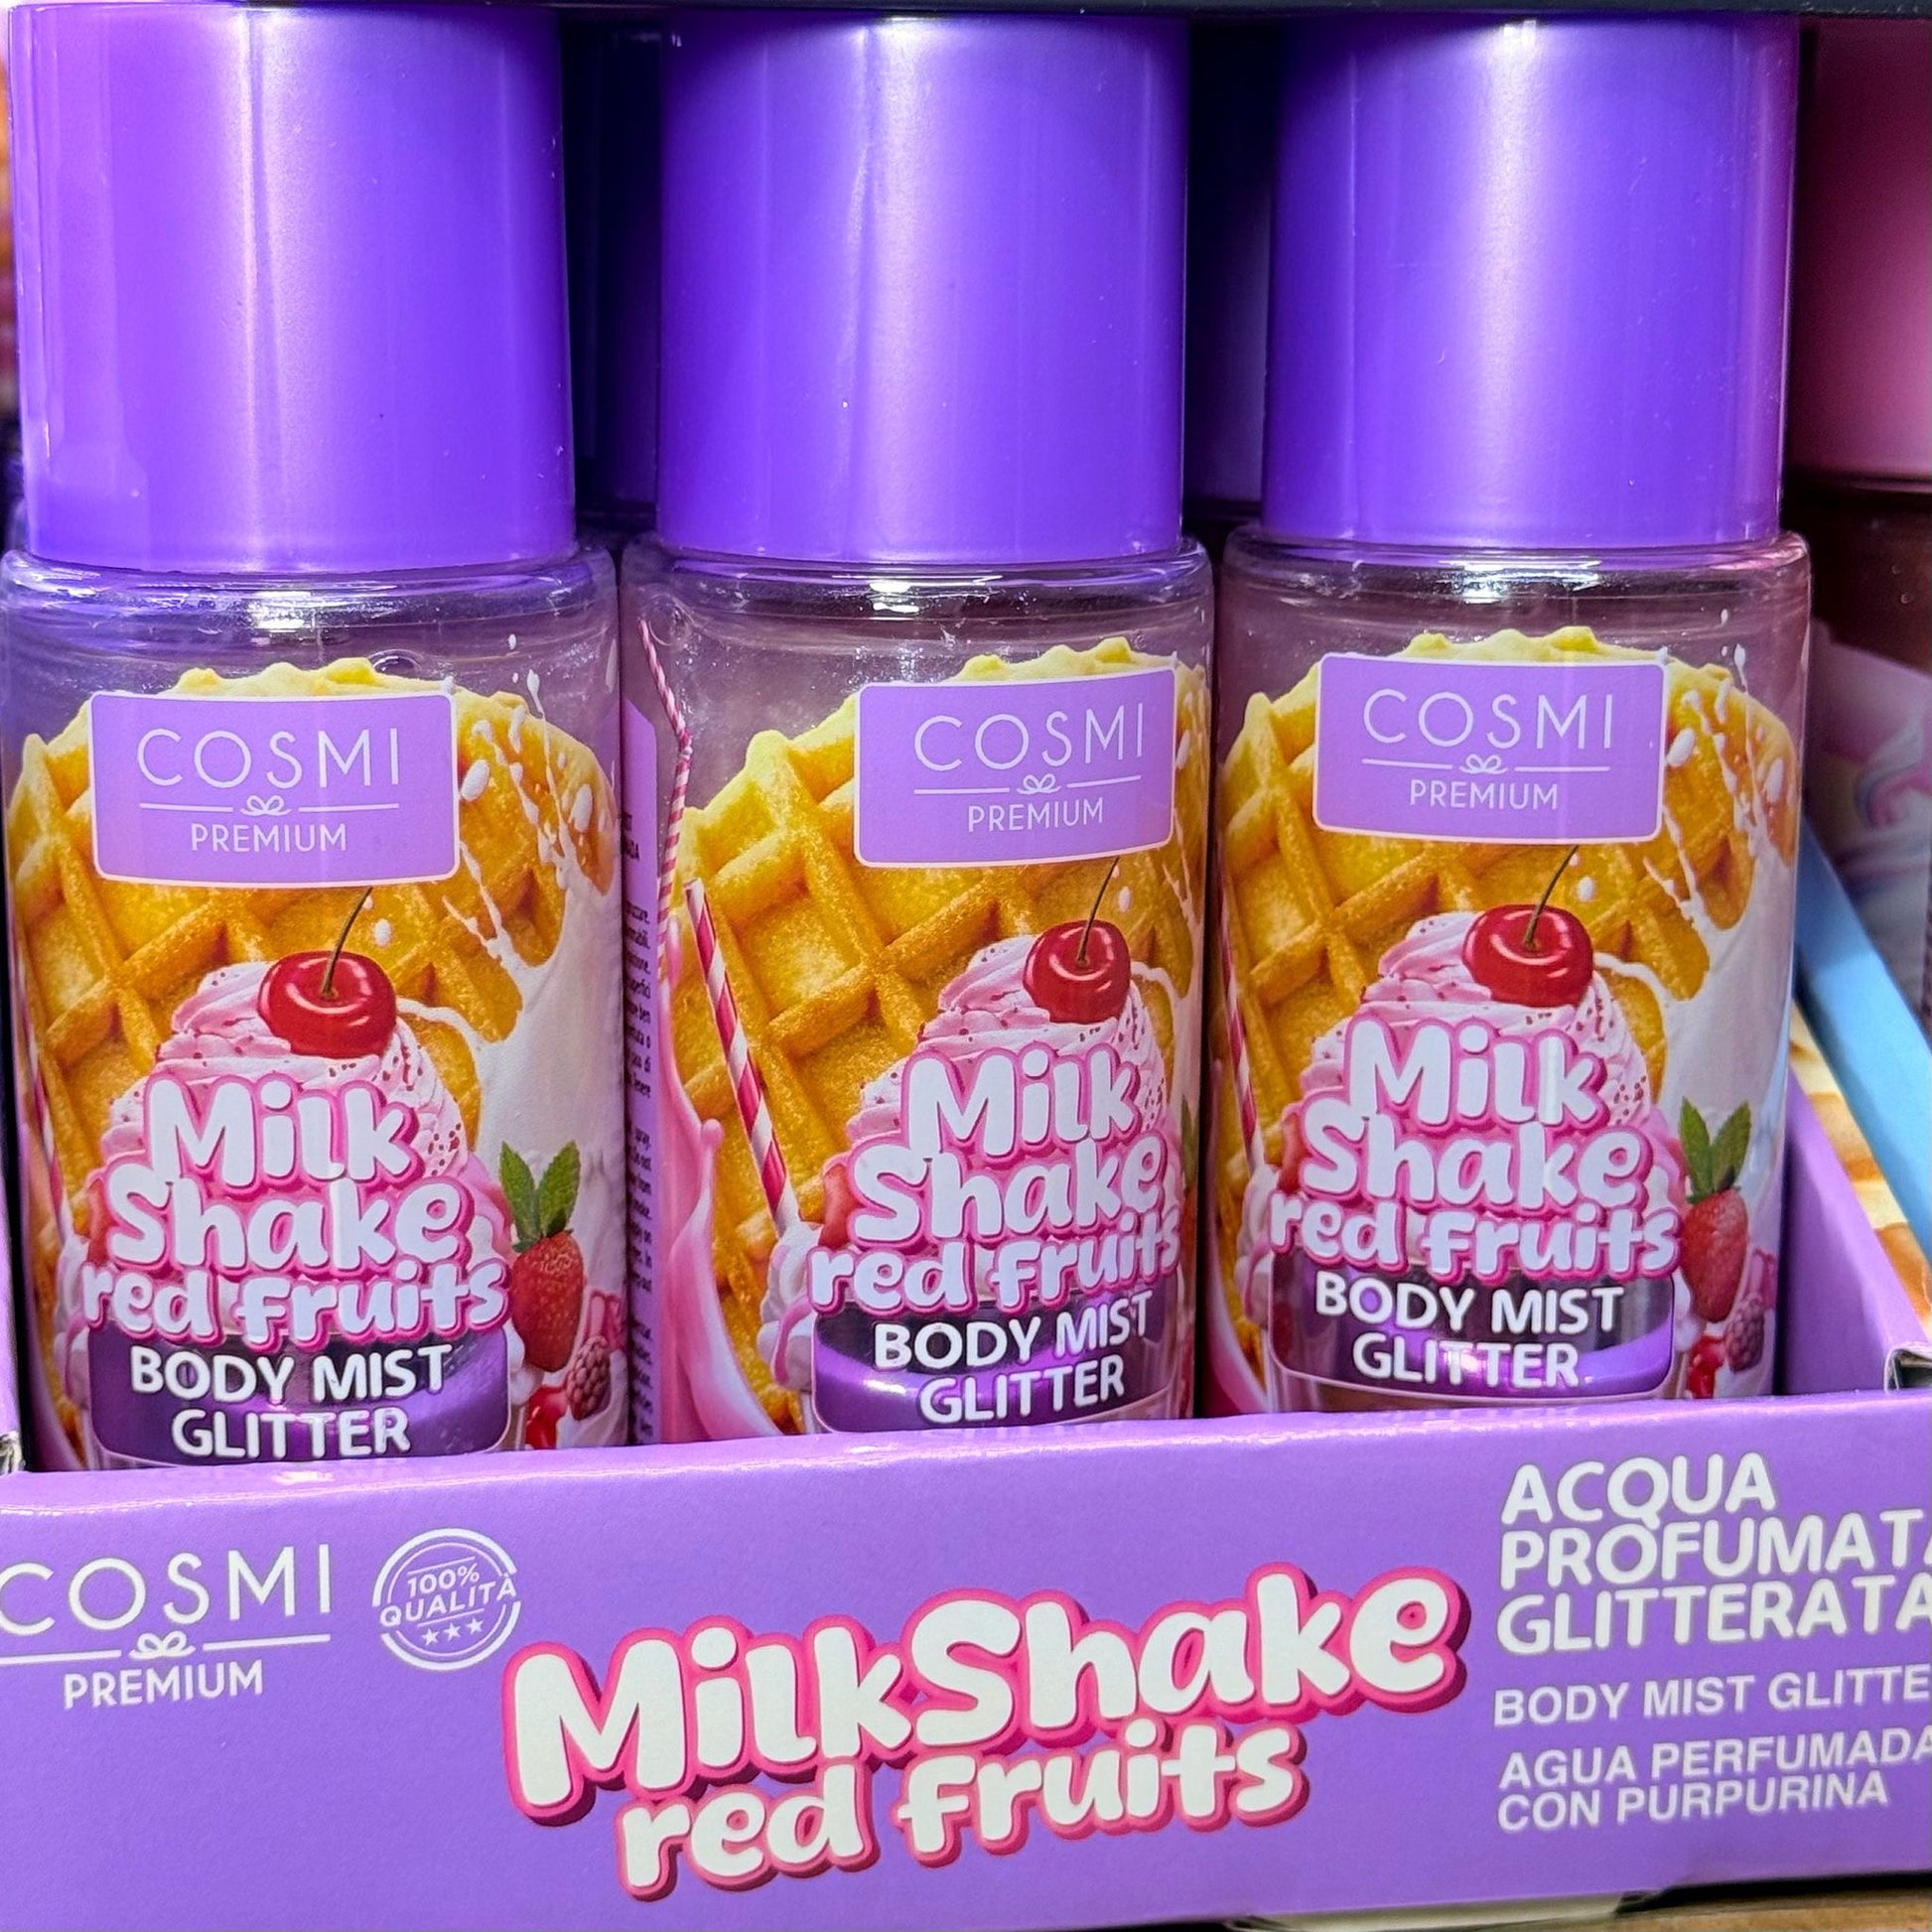 COSMI
PREMIUM
Milk
Shake
red fruits
BODY MIST
GLITTER
COSMI
PREMIUM
Milk
Shake
red fruits
BODY MIST
GLITTER
COSMI
PREMIUM
Milk
Shake
red fruits
BODY MIST
GLITTER
COSMI
PREMIUM
100%
QUALITÀ
MilkShake
red fruits
ACQUA
PROFUMATA
GLITTERATA
BODY MIST GLITTE
AGUA PERFUMADA
CON PURPURINA